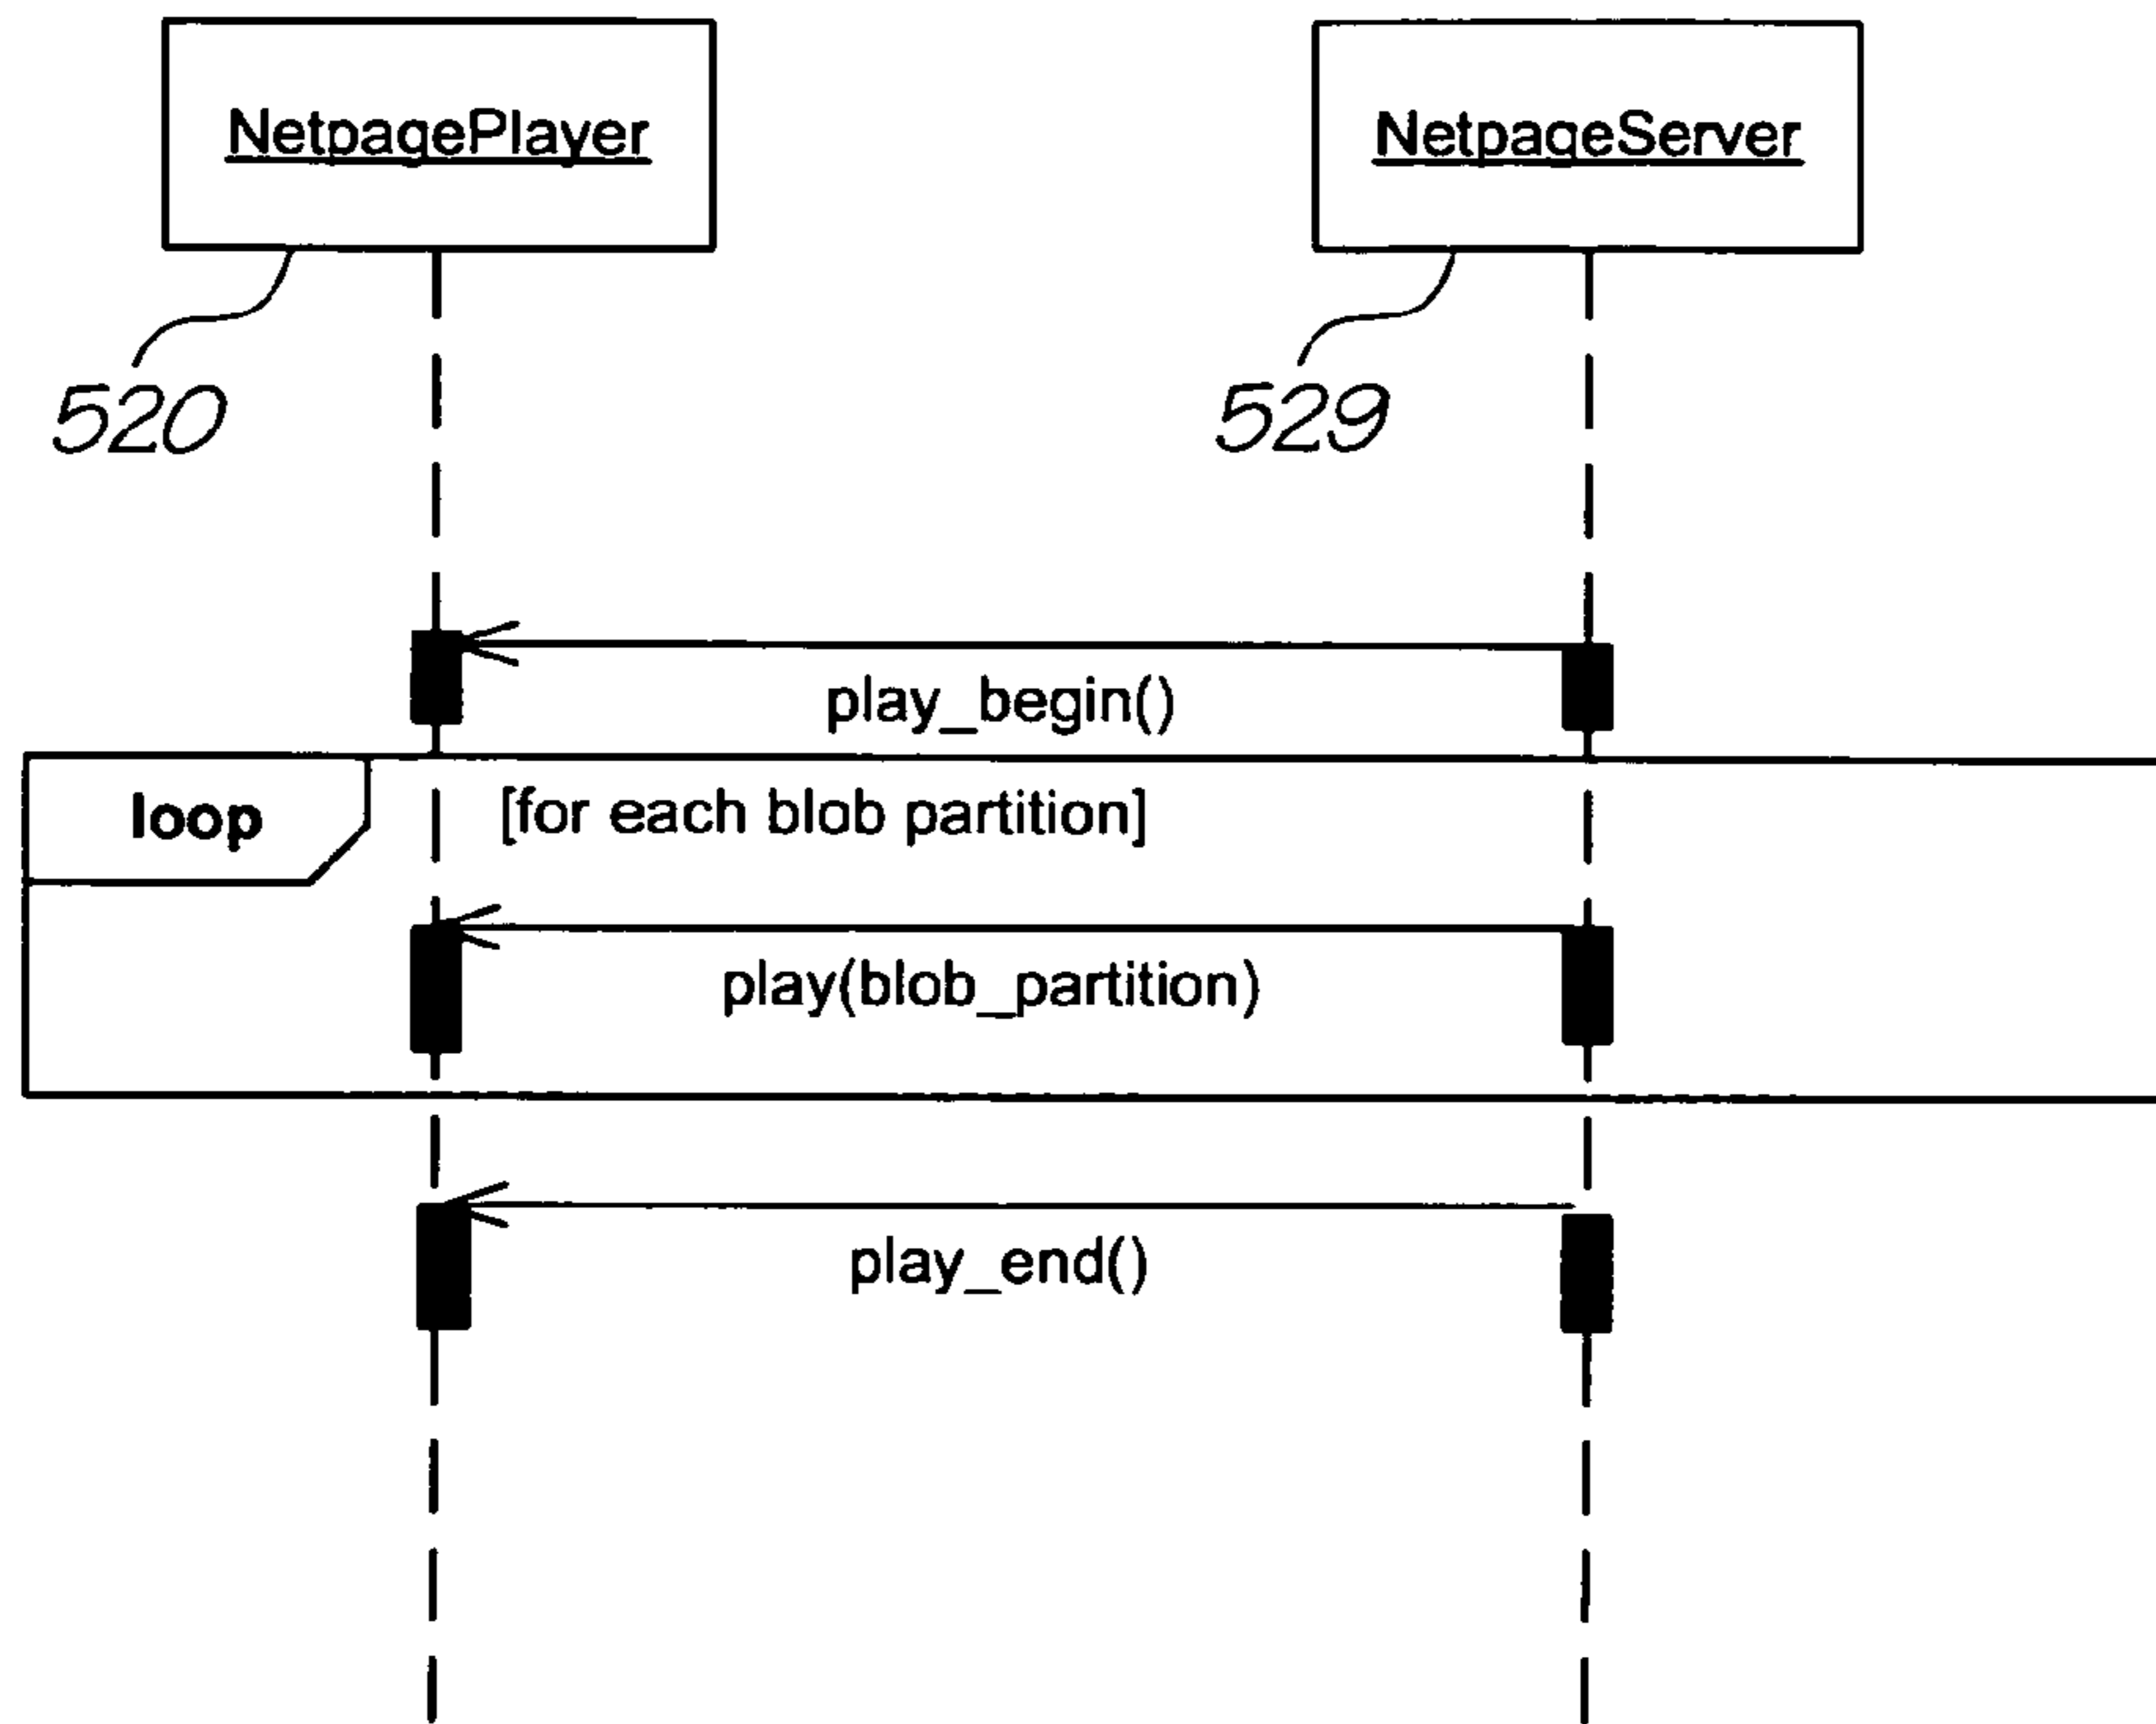 NetpagePlayer
NetpageServer
520
529
play_begin()
loop
[for each blob partition]
play(blob_partition)
play_end()